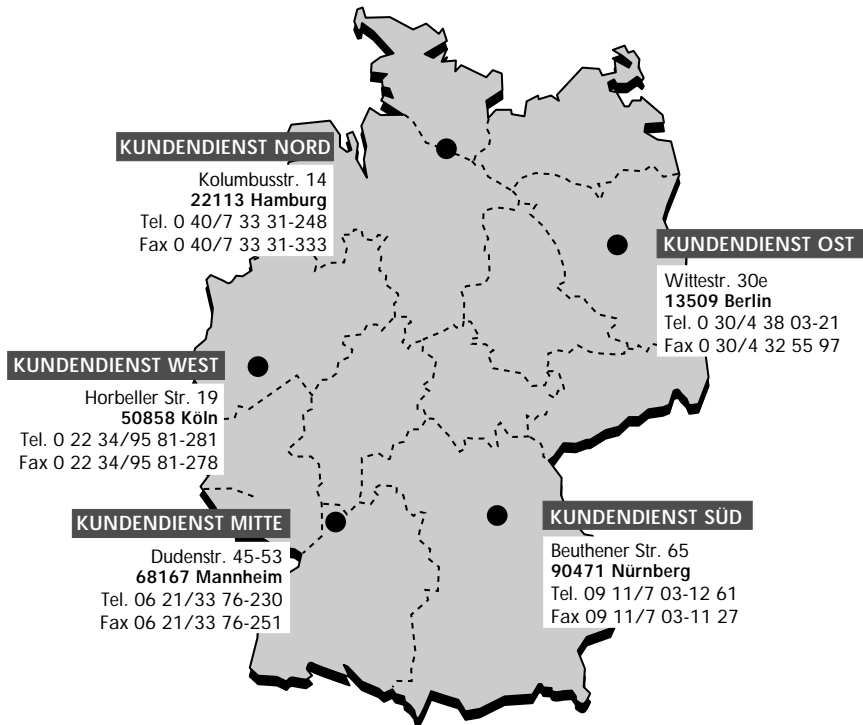 KUNDENDIENST NORD
Kolumbusstr. 14
22113 Hamburg
Tel. 0 40/7 33 31-248
Fax 0 40/7 33 31-333
KUNDENDIENST OST
Wittestr. 30e
13509 Berlin
Tel. 0 30/4 38 03-21
Fax 0 30/4 32 55 97
KUNDENDIENST WEST
Horbeller Str. 19
50858 Köln
Tel. 0 22 34/95 81-281
Fax 0 22 34/95 81-278
KUNDENDIENST MITTE
Dudenstr. 45-53
68167 Mannheim
Tel. 06 21/33 76-230
Fax 06 21/33 76-251
KUNDENDIENST SÜD
Beuthener Str. 65
90471 Nürnberg
Tel. 09 11/7 03-12 61
Fax 09 11/7 03-11 27